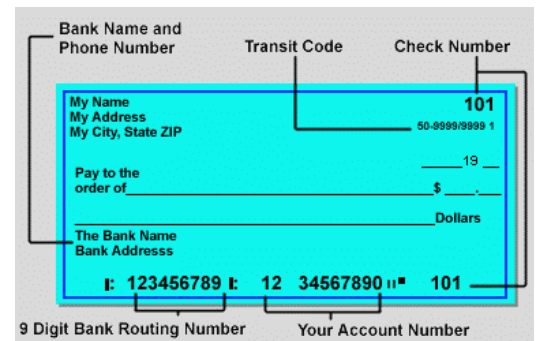 Bank Name and
Phone Number
Transit Code
Check Number
My Name
101
My Address
50-9999/9999 1
My City, State ZIP
19
Pay to the
order of
$ .
Dollars
The Bank Name
Bank Addresss
⑆ 123456789 ⑆ 12 34567890 ⑈ 101
9 Digit Bank Routing Number
Your Account Number